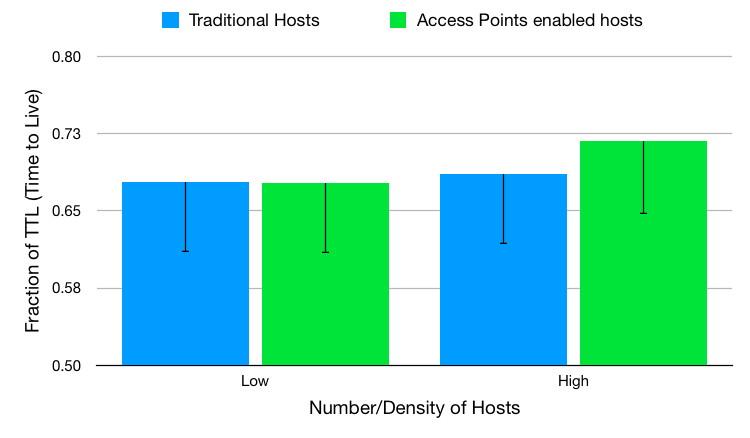 Traditional Hosts
Access Points enabled hosts
Fraction of TTL (Time to Live)
0.80
0.73
0.65
0.58
0.50
Low
High
Number/Density of Hosts